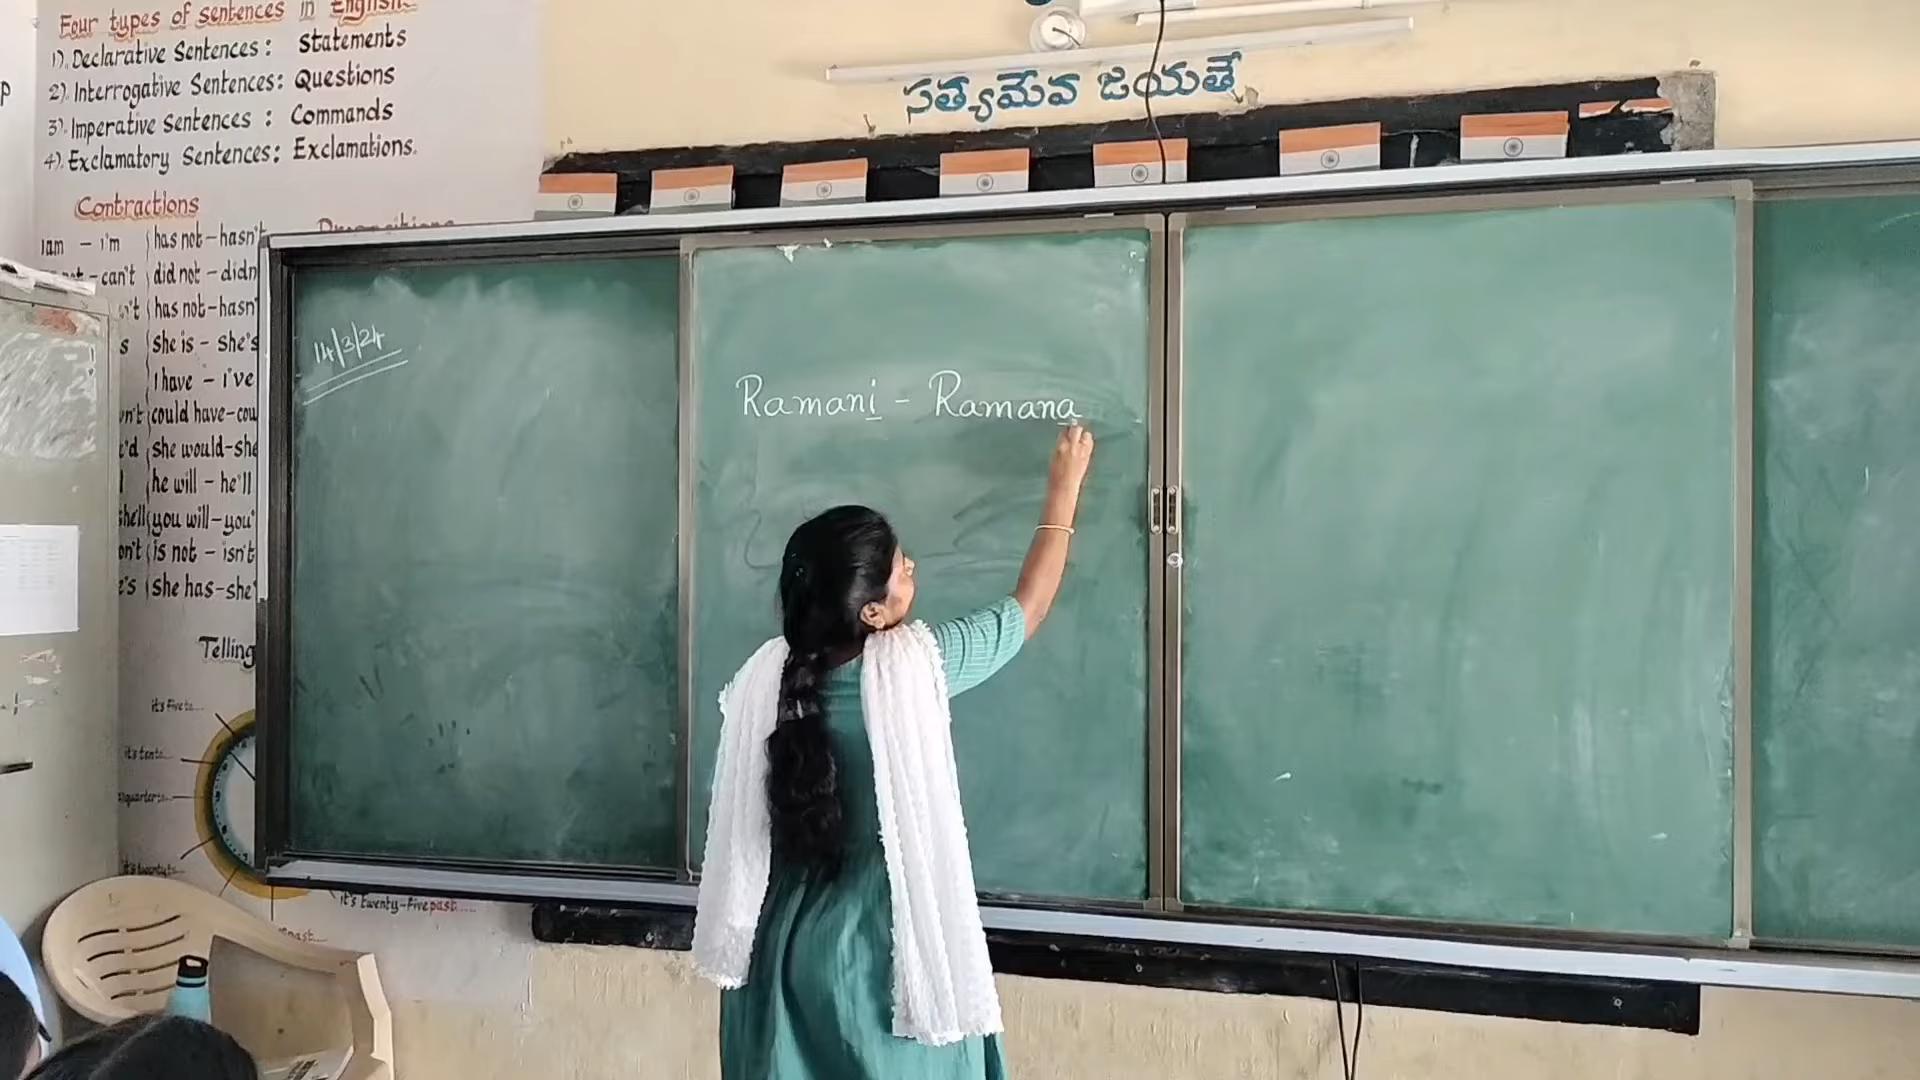 Four types of sentences in English.
1). Declarative Sentences: Statements
2). Interrogative Sentences: Questions
3). Imperative Sentences : Commands
4). Exclamatory Sentences: Exclamations.
సత్యమేవ జయతే
Contractions
I am – I'm
has not – hasn't
can't
did not – didn
has not – hasn'
she is – she's
I have – I've
could have – cou
she would – she
he will – he'll
you will – you'
is not – isn't
she has – she'
Telling
it's five to....
it's ten to....
it's twenty to....
it's twenty-five past.....
14/3/24
Ramani – Ramana